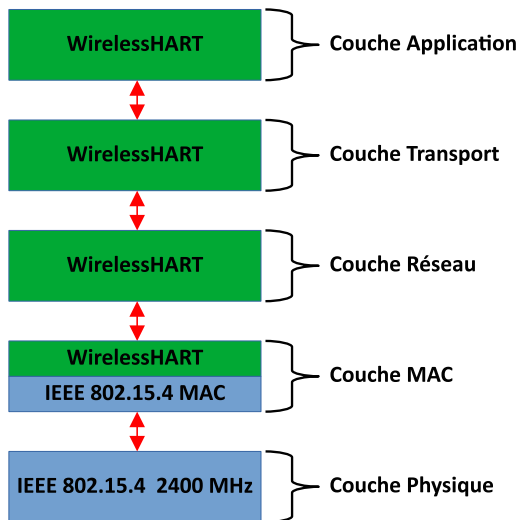 WirelessHART
Couche Application
WirelessHART
Couche Transport
WirelessHART
Couche Réseau
WirelessHART
IEEE 802.15.4 MAC
Couche MAC
IEEE 802.15.4 2400 MHz
Couche Physique